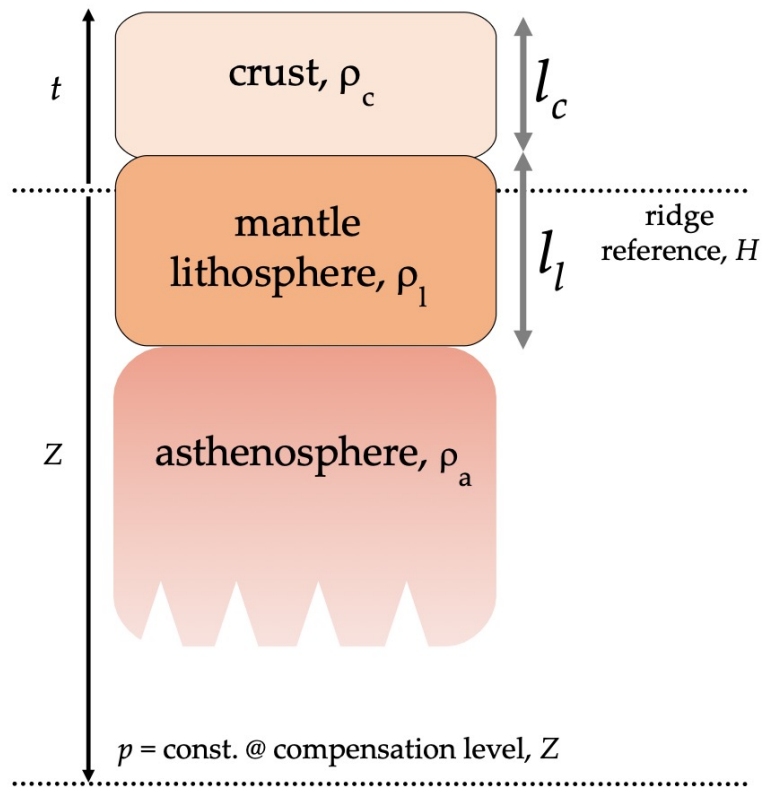 t
crust, ρc
lc
mantle
lithosphere, ρl
ll
ridge
reference, H
Z
asthenosphere, ρa
p = const. @ compensation level, Z